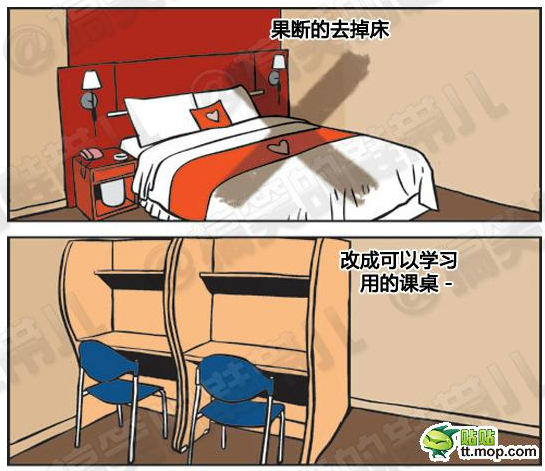 果断的去掉床
改成可以学习
用的课桌 -
贴贴
tt.mop.com